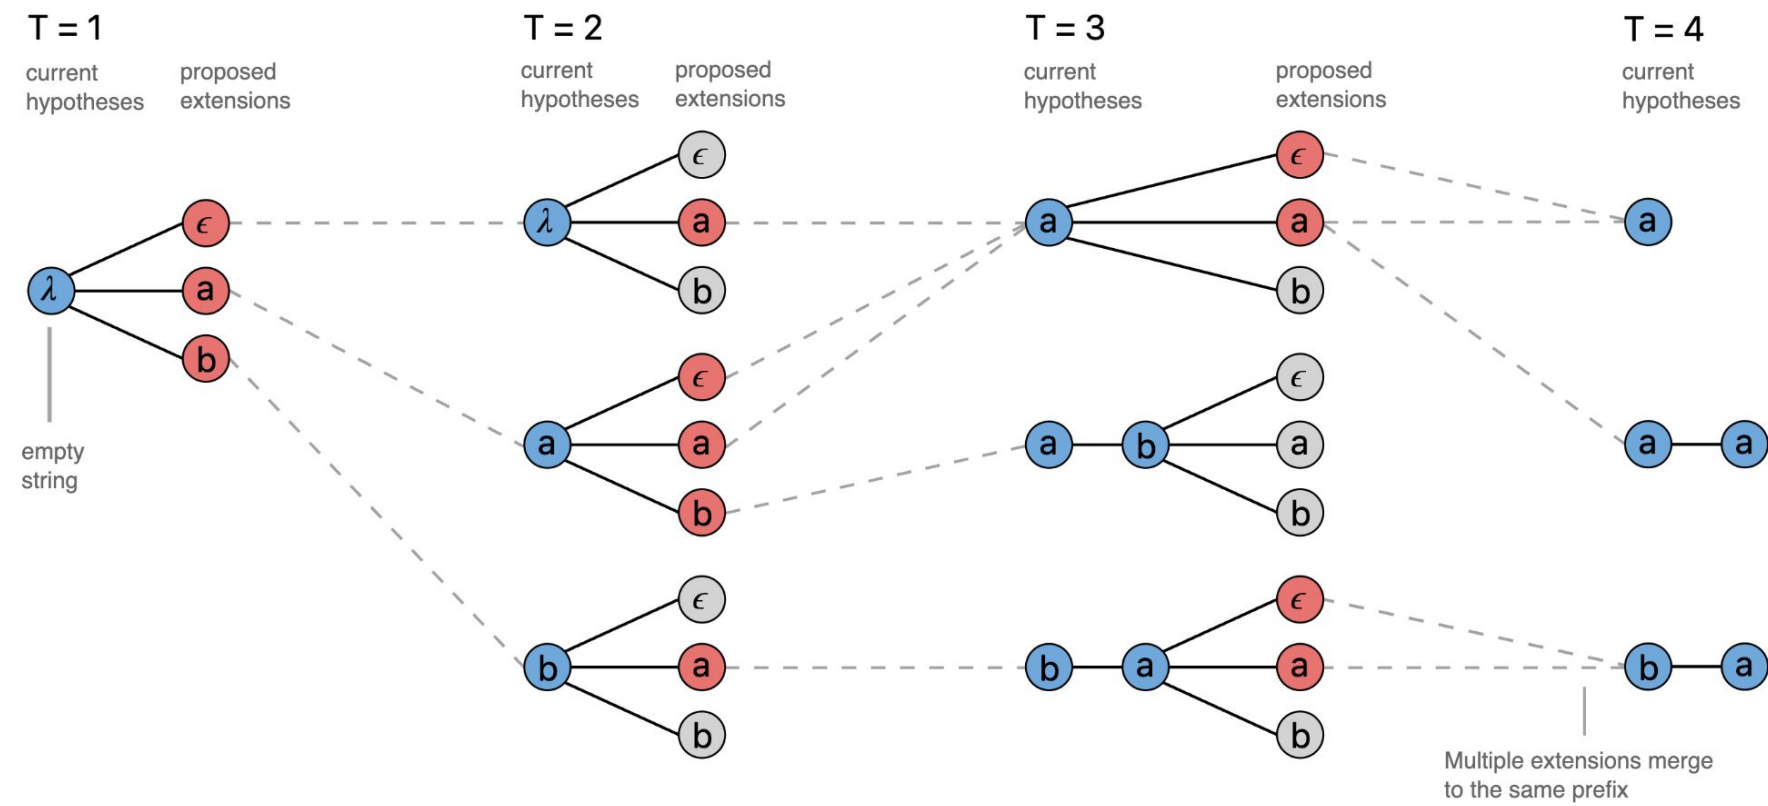 T = 1
T = 2
T = 3
T = 4
current
hypotheses
proposed
extensions
current
hypotheses
proposed
extensions
current
hypotheses
proposed
extensions
current
hypotheses
λ
ϵ
a
b
empty
string
λ
ϵ
a
b
a
ϵ
a
b
b
ϵ
a
b
a
ϵ
a
b
a b
ϵ
a
b
b a
ϵ
a
b
a
a a
b a
Multiple extensions merge
to the same prefix